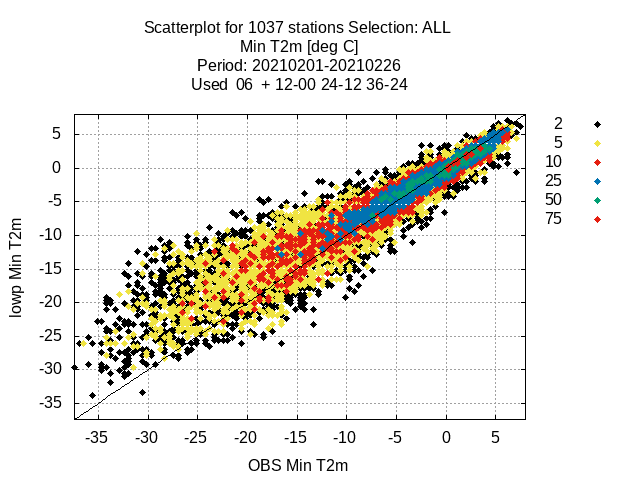 Scatterplot for 1037 stations Selection: ALL
Min T2m [deg C]
Period: 20210201-20210226
Used  06  + 12-00 24-12 36-24
2
5
10
25
50
75
5
0
-5
-10
-15
-20
-25
-30
-35
Iowp Min T2m
-35 -30 -25 -20 -15 -10 -5 0 5
OBS Min T2m